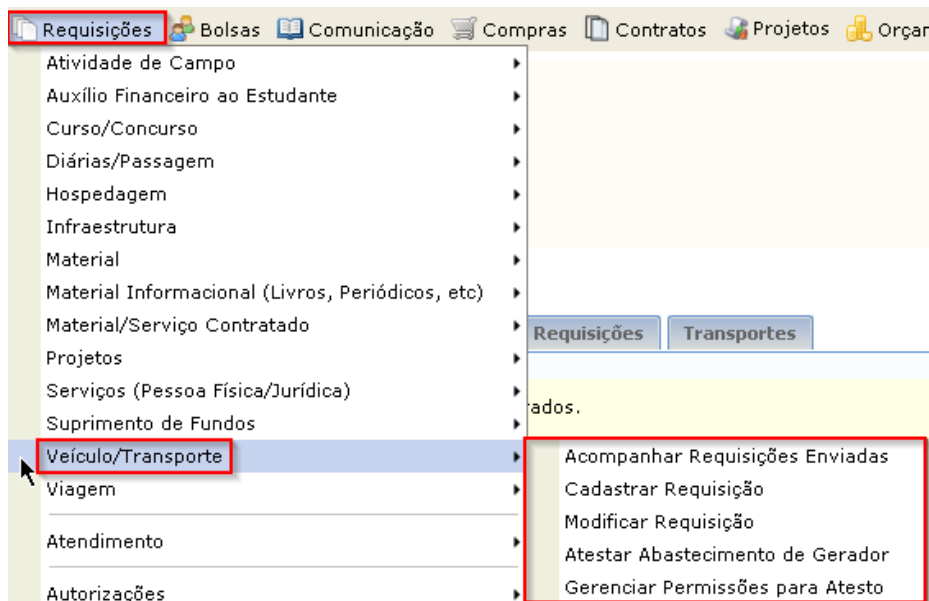 Requisições Bolsas Comunicação Compras Contratos Projetos Orçar
Atividade de Campo
Auxílio Financeiro ao Estudante
Curso/Concurso
Diárias/Passagem
Hospedagem
Infraestrutura
Material
Material Informacional (Livros, Periódicos, etc)
Material/Serviço Contratado
Requisições Transportes
Projetos
Serviços (Pessoa Física/Jurídica)
rados.
Suprimento de Fundos
Veículo/Transporte
Acompanhar Requisições Enviadas
Viagem
Cadastrar Requisição
Modificar Requisição
Atendimento
Atestar Abastecimento de Gerador
Autorizações
Gerenciar Permissões para Atesto